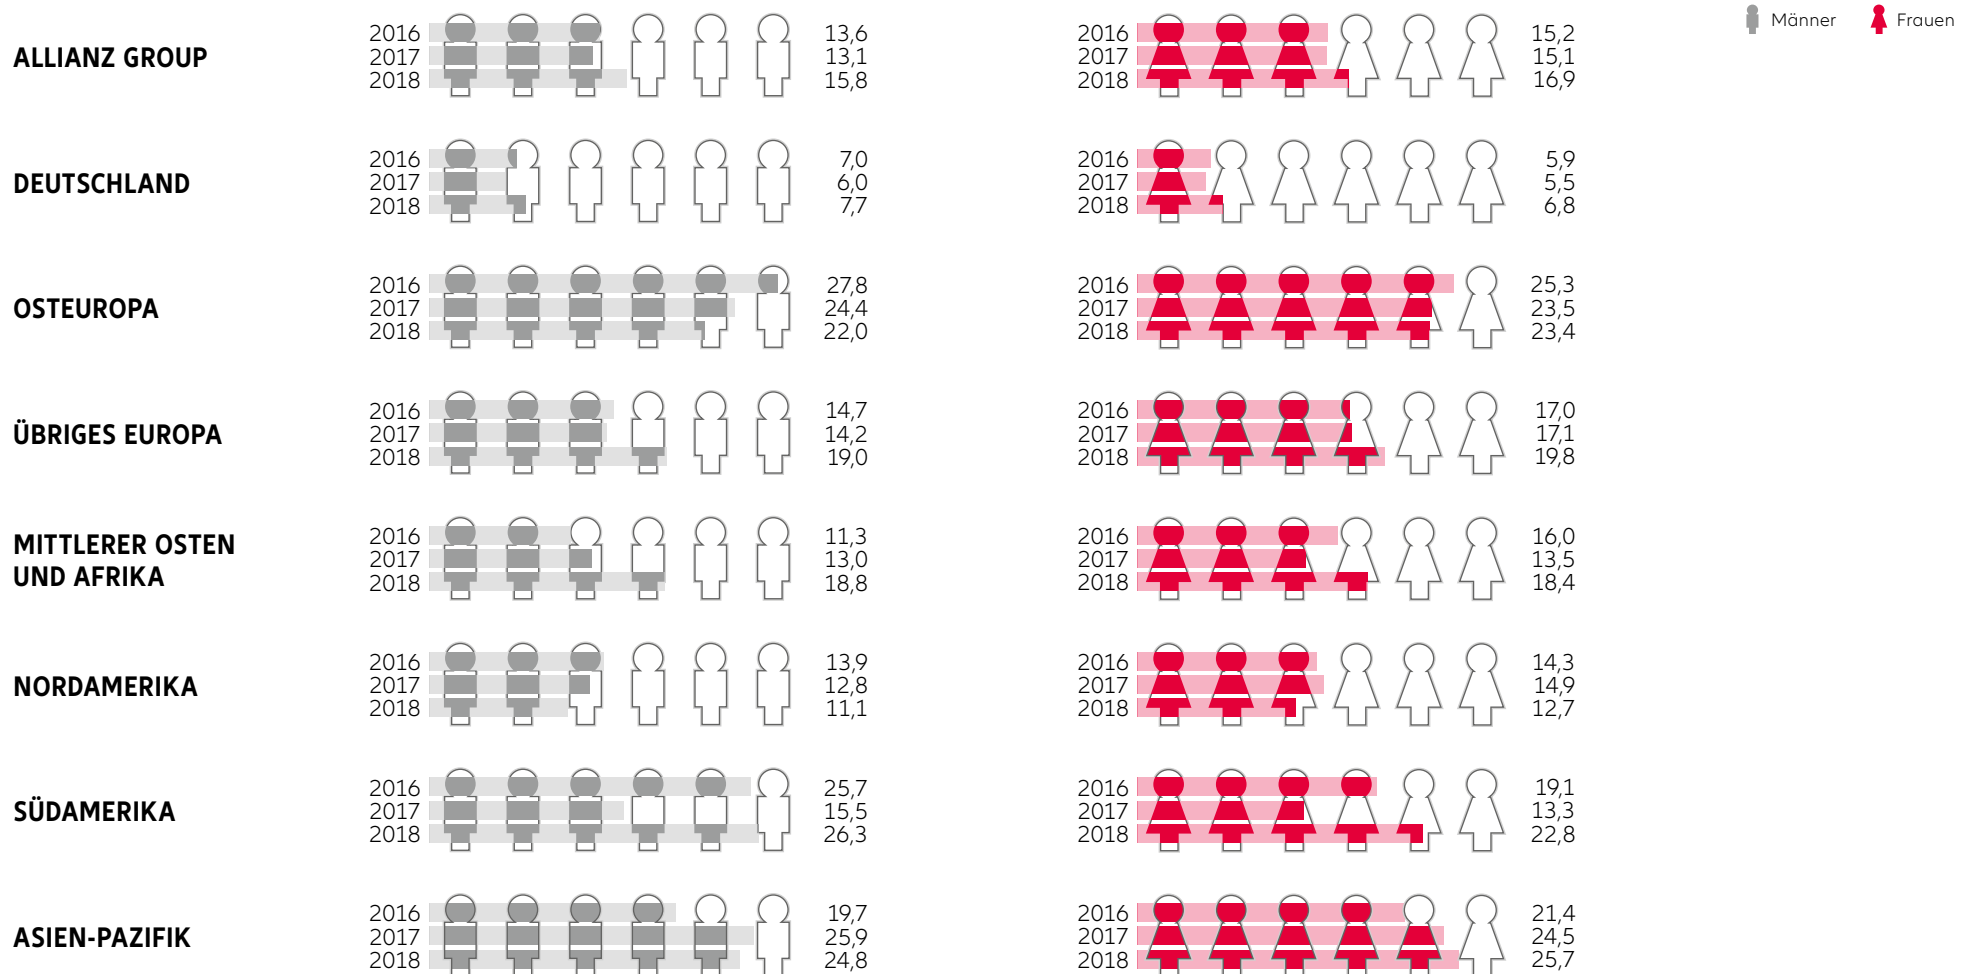 Männer Frauen
ALLIANZ GROUP
2016 13,6 2016 15,2
2017 13,1 2017 15,1
2018 15,8 2018 16,9
DEUTSCHLAND
2016 7,0 2016 5,9
2017 6,0 2017 5,5
2018 7,7 2018 6,8
OSTEUROPA
2016 27,8 2016 25,3
2017 24,4 2017 23,5
2018 22,0 2018 23,4
ÜBRIGES EUROPA
2016 14,7 2016 17,0
2017 14,2 2017 17,1
2018 19,0 2018 19,8
MITTLERER OSTEN
UND AFRIKA
2016 11,3 2016 16,0
2017 13,0 2017 13,5
2018 18,8 2018 18,4
NORDAMERIKA
2016 13,9 2016 14,3
2017 12,8 2017 14,9
2018 11,1 2018 12,7
SÜDAMERIKA
2016 25,7 2016 19,1
2017 15,5 2017 13,3
2018 26,3 2018 22,8
ASIEN-PAZIFIK
2016 19,7 2016 21,4
2017 25,9 2017 24,5
2018 24,8 2018 25,7